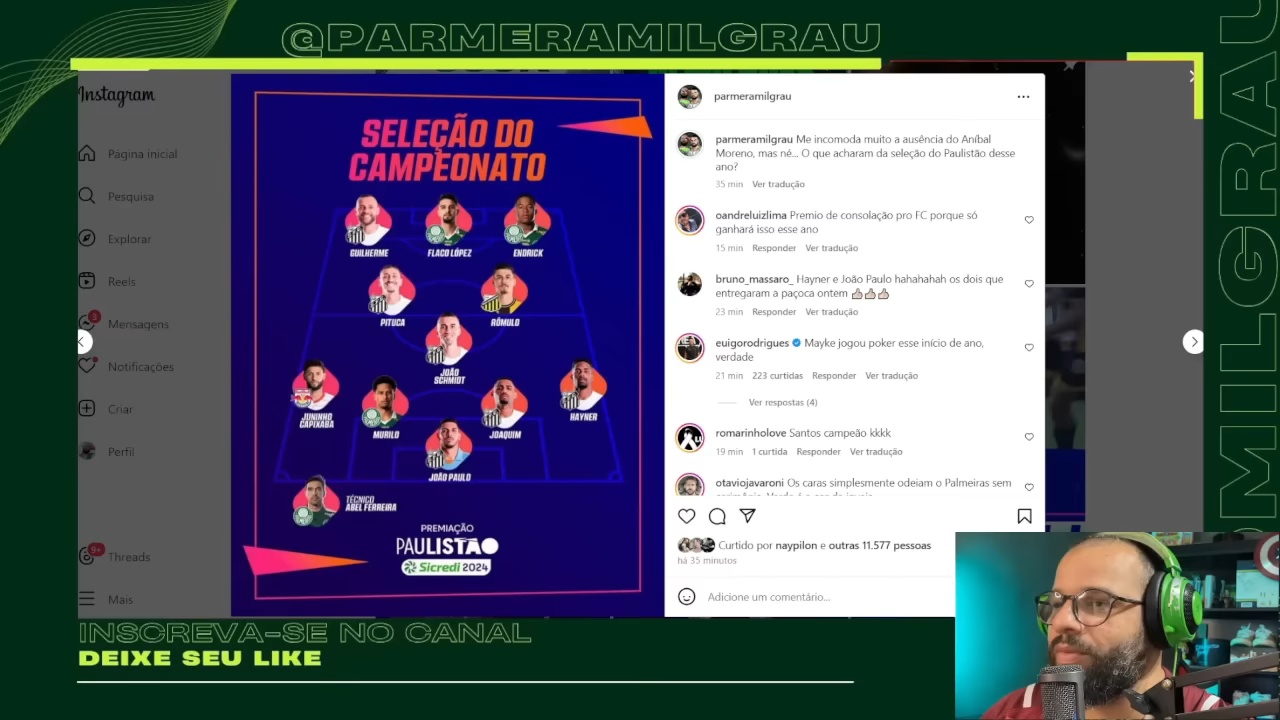 @PARMERAMILGRAU
Instagram
Página inicial
Pesquisa
Explorar
Reels
3
Mensagens
Notificações
Criar
Perfil
9+
Threads
Mais
SELEÇÃO DO
CAMPEONATO
GUILHERME
FLACO LÓPEZ
ENDRICK
PITUCA
RÔMULO
JOÃO
SCHMIDT
JUNINHO
CAPIXABA
MURILO
JOAQUIM
HAYNER
JOÃO PAULO
TÉCNICO
ABEL FERREIRA
PREMIAÇÃO
PAULISTÃO
Sicredi 2024
parmeramilgrau
parmeramilgrau Me incomoda muito a ausência do Aníbal
Moreno, mas né... O que acharam da seleção do Paulistão desse
ano?
35 min Ver tradução
oandreluizlima Premio de consolação pro FC porque só
ganhará isso esse ano
15 min Responder Ver tradução
bruno_massaro_ Hayner e João Paulo hahahahah os dois que
entregaram a paçoca ontem 👍🏻👍🏻👍🏻
23 min Responder Ver tradução
euigorodrigues Mayke jogou poker esse início de ano,
verdade
21 min 223 curtidas Responder Ver tradução
Ver respostas (4)
romarinholove Santos campeão kkkk
19 min 1 curtida Responder Ver tradução
otaviojavaroni Os caras simplesmente odeiam o Palmeiras sem
Curtido por naypilon e outras 11.577 pessoas
há 35 minutos
Adicione um comentário...
INSCREVA-SE NO CANAL
DEIXE SEU LIKE